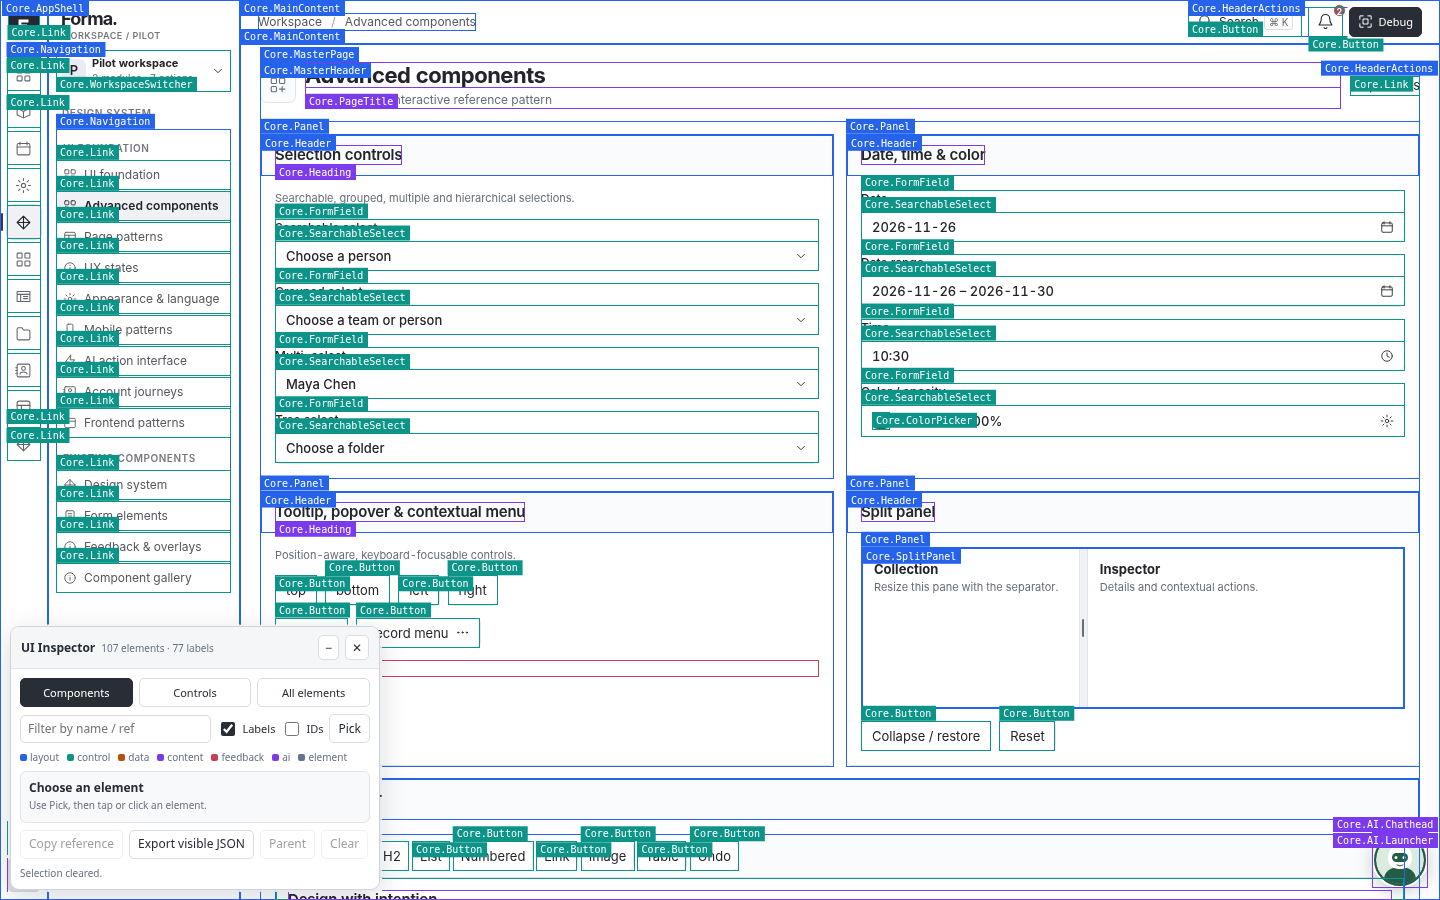 Core.AppShell
Core.MainContent
Core.HeaderActions
Forma.
Workspace / Advanced components
Search ⌘ K
2
Debug
Core.Link
Core.Button
WORKSPACE / PILOT
Core.MainContent
Core.Button
Core.Navigation
Core.MasterPage
Core.Link
P
Pilot workspace
Core.MasterHeader
Core.HeaderActions
Advanced components
Core.WorkspaceSwitcher
Core.Link
Core.Link
Core.PageTitle
interactive reference pattern
DESIGN SYSTEM
Core.Navigation
Core.Panel
Core.Panel
Core.Header
Core.Header
Core.Link
Selection controls
Date, time & color
Core.Heading
UI foundation
Core.Link
Core.FormField
Searchable, grouped, multiple and hierarchical selections.
Core.SearchableSelect
Advanced components
Core.Link
Core.FormField
2026-11-26
Core.SearchableSelect
Page patterns
Core.Link
Choose a person
Core.FormField
UX states
Core.SearchableSelect
Core.Link
Core.FormField
2026-11-26 – 2026-11-30
Core.SearchableSelect
Appearance & language
Core.Link
Choose a team or person
Core.FormField
Mobile patterns
Core.SearchableSelect
Core.Link
Core.FormField
10:30
Core.SearchableSelect
AI action interface
Core.Link
Maya Chen
Core.FormField
Account journeys
Core.SearchableSelect
Core.Link
Core.FormField
Core.ColorPicker
Core.SearchableSelect
Core.Link
Frontend patterns
Core.Link
Choose a folder
Core.Link
Design system
Core.Panel
Core.Panel
Core.Link
Core.Header
Core.Header
Form elements
Tooltip, popover & contextual menu
Split panel
Core.Link
Core.Heading
Core.Panel
Feedback & overlays
Position-aware, keyboard-focusable controls.
Core.SplitPanel
Core.Link
Core.Button
Core.Button
Collection
Inspector
Component gallery
Core.Button
Core.Button
Resize this pane with the separator.
Details and contextual actions.
top
bottom
left
right
Core.Button
Core.Button
ecord menu ···
UI Inspector 107 elements · 77 labels
− ✕
Components
Controls
All elements
Filter by name / ref
Labels
IDs
Pick
Core.Button
Core.Button
Collapse / restore
Reset
layout control data content feedback ai element
Choose an element
Use Pick, then tap or click an element.
Copy reference
Export visible JSON
Parent
Clear
Selection cleared.
Core.AI.Chathead
Core.AI.Launcher
Core.Button
Core.Button
Core.Button
Core.Button
Core.Button
Core.Button
H2
List
Numbered
Link
Image
Table
Undo
Design with intention